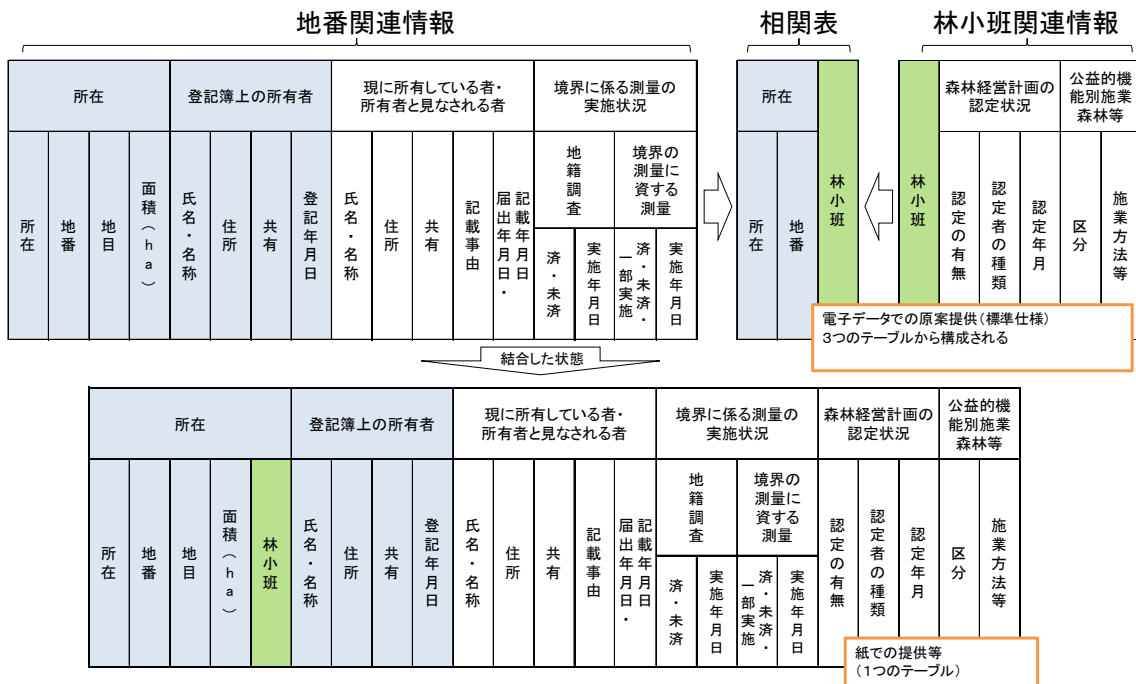 地番関連情報
相関表
林小班関連情報
所在
登記簿上の所有者
現に所有している者・
所有者と見なされる者
境界に係る測量の
実施状況
所在
地番
地目
面積(ha)
氏名・名称
住所
共有
登記年月日
氏名・名称
住所
共有
記載事由
記載年月日
届出年月日・
地籍調査
境界の
測量に
資する
測量
済・未済
実施年月日
済・未済・
一部実施
実施年月日
所在
所在
地番
林小班
林小班
森林経営計画の
認定状況
公益的機
能別施業
森林等
認定の有無
認定者の種類
認定年月
区分
施業方法等
電子データでの原案提供(標準仕様)
3つのテーブルから構成される
結合した状態
所在
登記簿上の所有者
現に所有している者・
所有者と見なされる者
境界に係る測量の
実施状況
森林経営計画の
認定状況
公益的機
能別施業
森林等
所在
地番
地目
面積(ha)
林小班
氏名・名称
住所
共有
登記年月日
氏名・名称
住所
共有
記載事由
記載年月日
届出年月日・
地籍調査
境界の
測量に
資する
測量
済・未済
実施年月日
済・未済・
一部実施
実施年月日
認定の有無
認定者の種類
認定年月
区分
施業方法等
紙での提供等
(1つのテーブル)